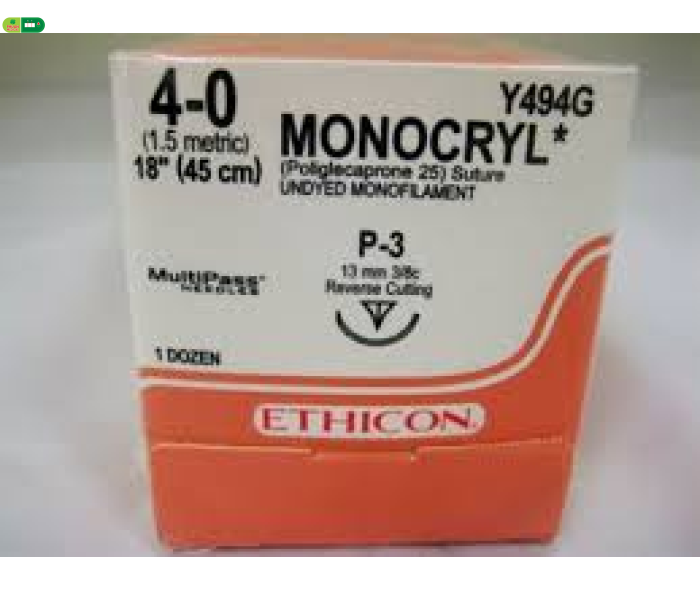 4-0
(1.5 metric)
18" (45 cm)
Y494G
MONOCRYL*
(Poliglecaprone 25) Suture
UNDYED MONOFILAMENT
P-3
13 mm 3/8c
Reverse Cutting
MultiPass*
NEEDLES
1 DOZEN
ETHICON